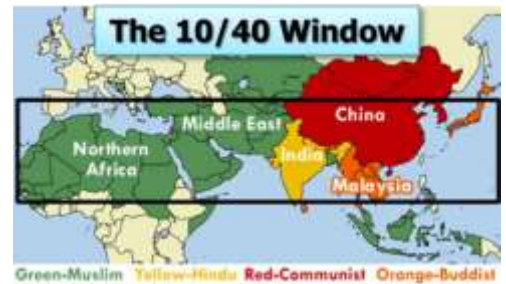 The 10/40 Window
China
Middle East
Northern
Africa
India
Malaysia
Green-Muslim Yellow-Hindu Red-Communist Orange-Buddist